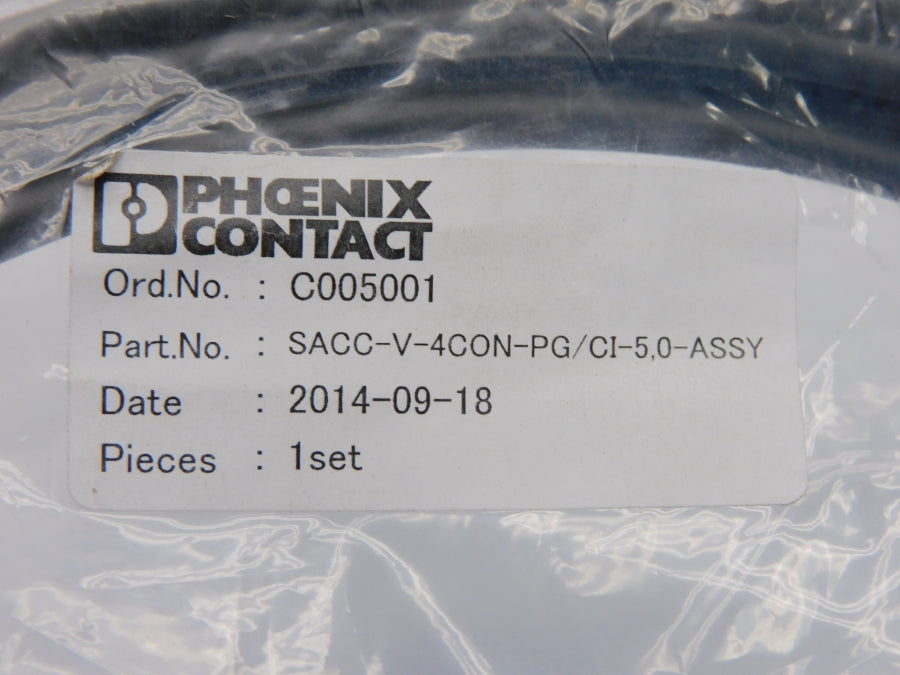 PHŒNIX
CONTACT
Ord.No. : C005001
Part.No. : SACC-V-4CON-PG/CI-5,0-ASSY
Date : 2014-09-18
Pieces : 1set